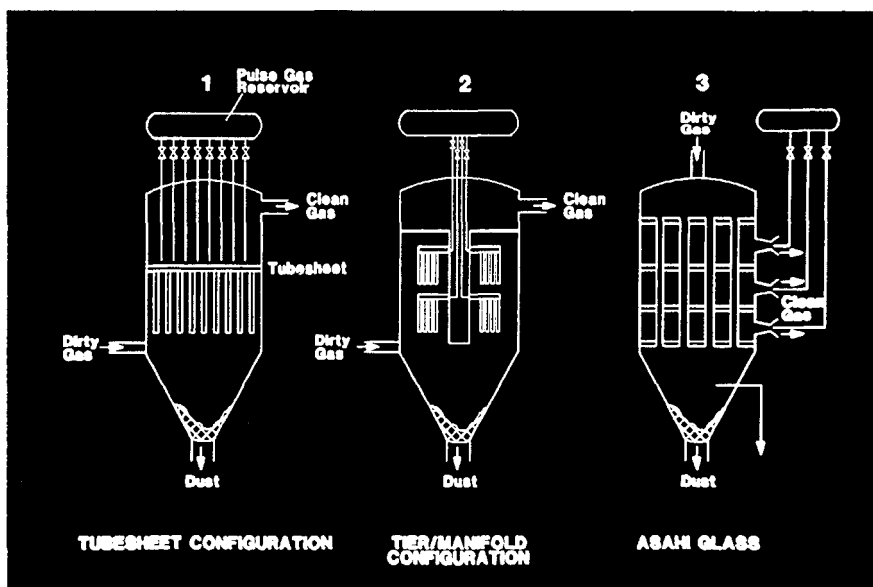 1
Pulse Gas
Reservoir
Clean
Gas
Tubesheet
Dirty
Gas
Dust
TUBESHEET CONFIGURATION
2
Clean
Gas
Dirty
Gas
Dust
TIER/MANIFOLD
CONFIGURATION
3
Dirty
Gas
Clean
Gas
Dust
ASAHI GLASS